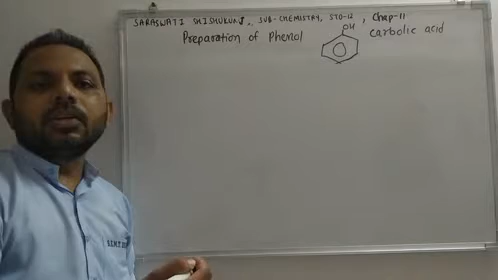 SARASWATI SHISHUKUNJ, SUB-CHEMISTRY, STD-12, Chap-11
Preparation of Phenol
OH
carbolic acid